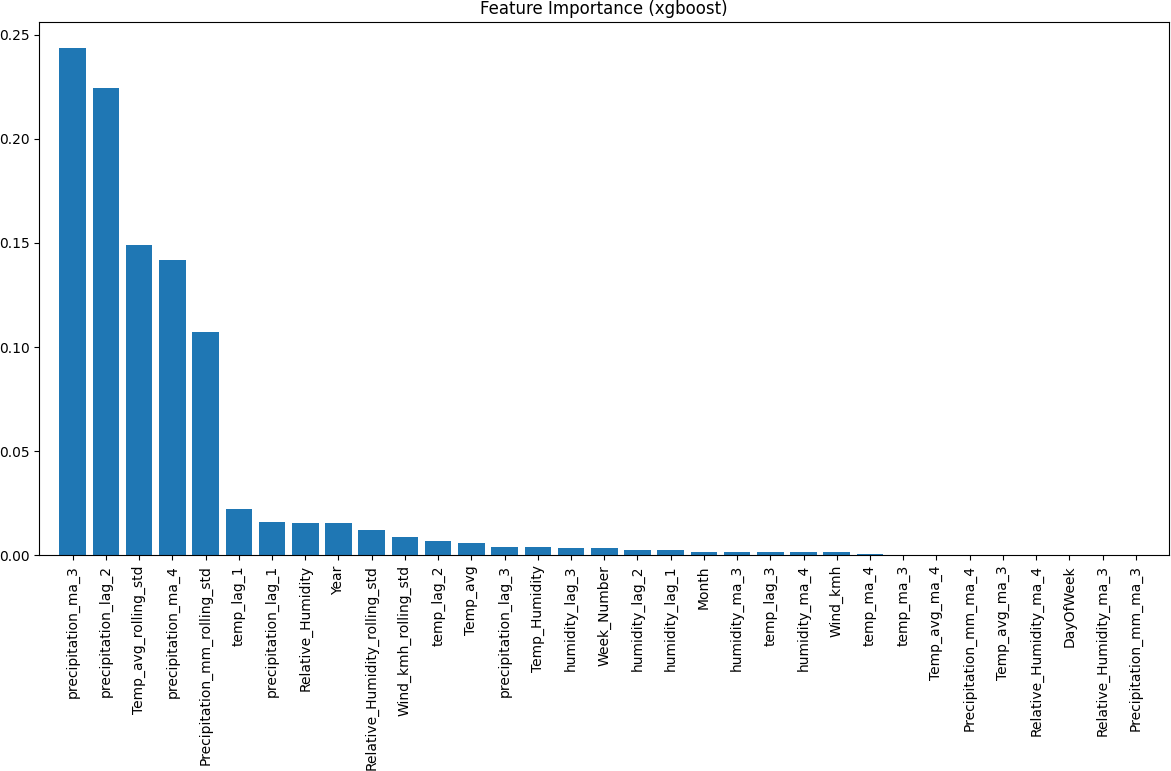 Feature Importance (xgboost)
0.25
0.20
0.15
0.10
0.05
0.00
precipitation_ma_3
precipitation_lag_2
Temp_avg_rolling_std
precipitation_ma_4
Precipitation_mm_rolling_std
temp_lag_1
precipitation_lag_1
Relative_Humidity
Year
Relative_Humidity_rolling_std
Wind_kmh_rolling_std
temp_lag_2
Temp_avg
precipitation_lag_3
Temp_Humidity
humidity_lag_3
Week_Number
humidity_lag_2
humidity_lag_1
Month
humidity_ma_3
temp_lag_3
humidity_ma_4
Wind_kmh
temp_ma_4
temp_ma_3
Temp_avg_ma_4
Precipitation_mm_ma_4
Temp_avg_ma_3
Relative_Humidity_ma_4
DayOfWeek
Relative_Humidity_ma_3
Precipitation_mm_ma_3